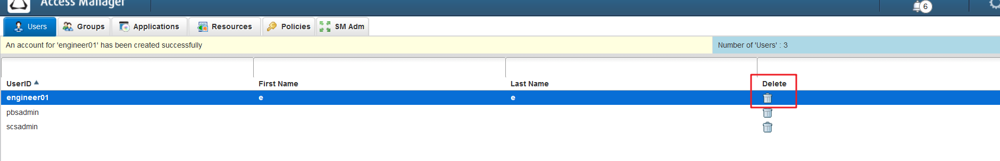 Access Manager
6
Users Groups Applications Resources Policies SM Adm
An account for 'engineer01' has been created successfully Number of 'Users' : 3
UserID First Name Last Name Delete
engineer01 e e
pbsadmin
scsadmin